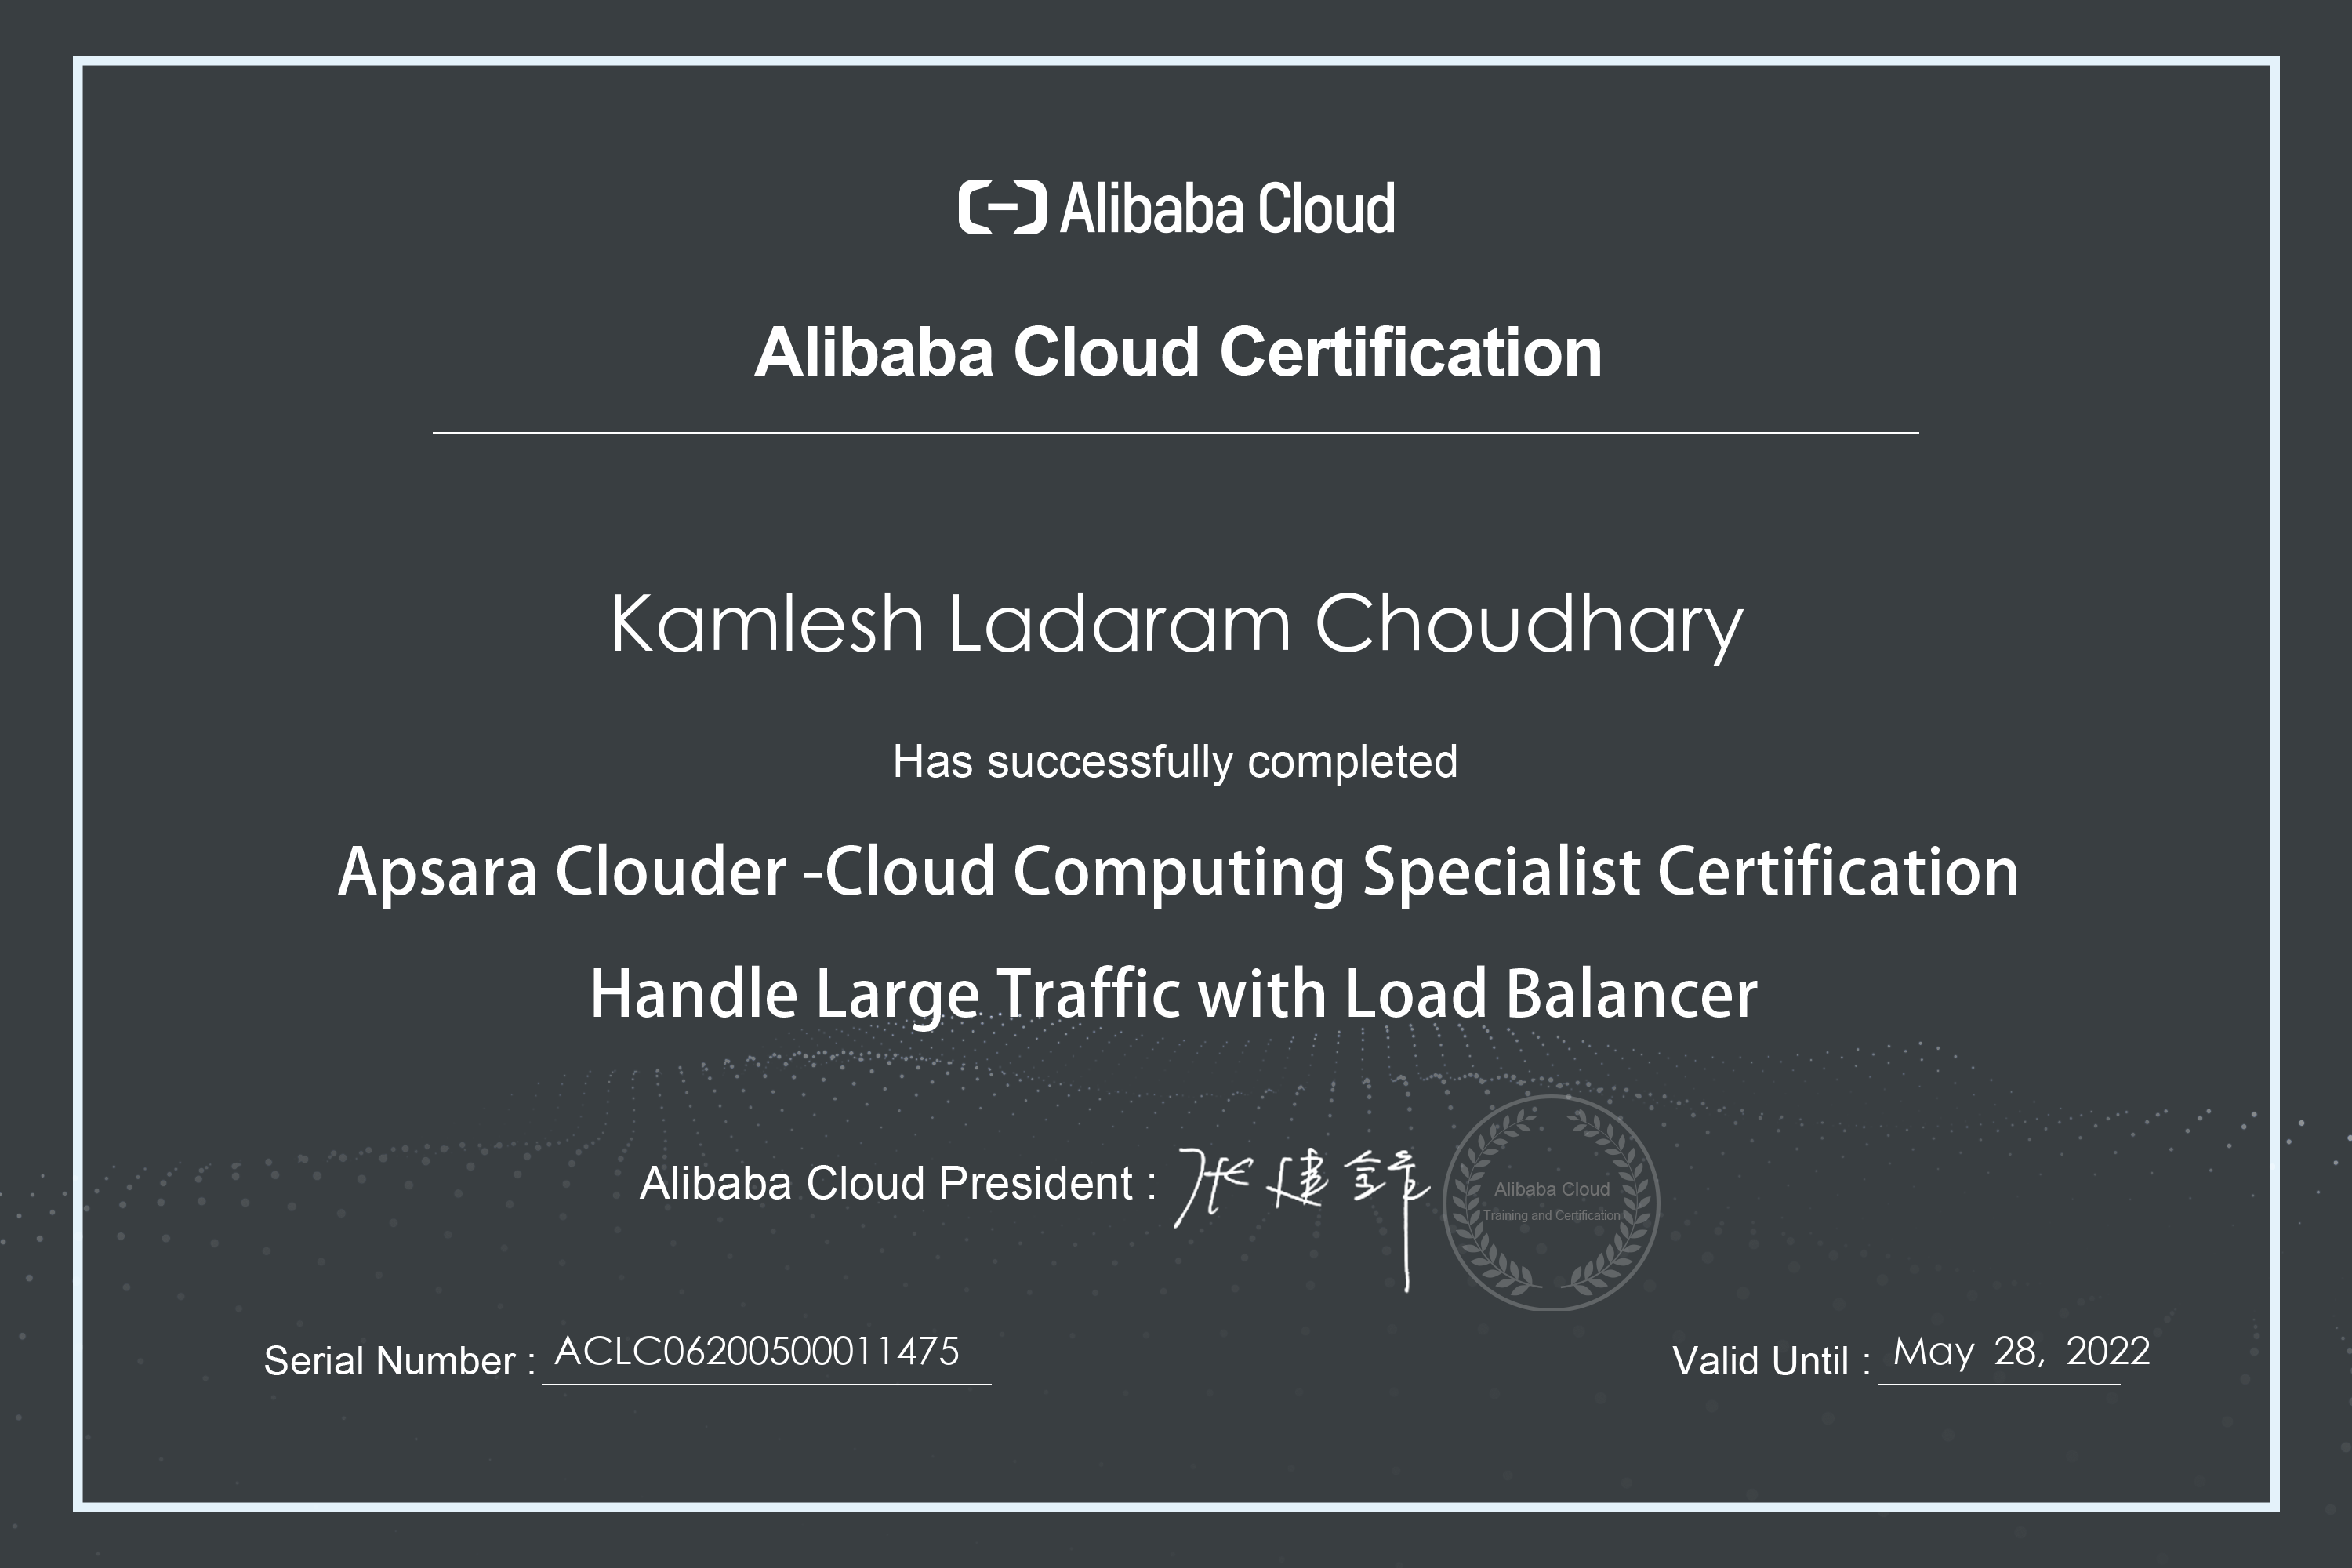 Alibaba Cloud
Alibaba Cloud Certification
Kamlesh Ladaram Choudhary
Has successfully completed
Apsara Clouder -Cloud Computing Specialist Certification
Handle Large Traffic with Load Balancer
Alibaba Cloud President : 张建锋
Alibaba Cloud
Training and Certification
Serial Number : ACLC06200500011475
Valid Until : May 28, 2022